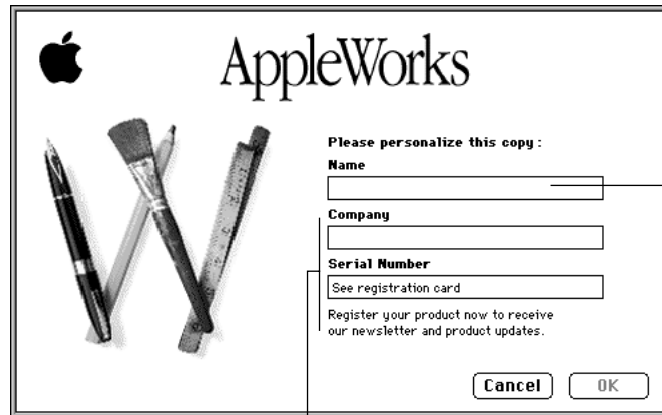 AppleWorks
Please personalize this copy :
Name
Company
Serial Number
See registration card
Register your product now to receive
our newsletter and product updates.
Cancel
OK